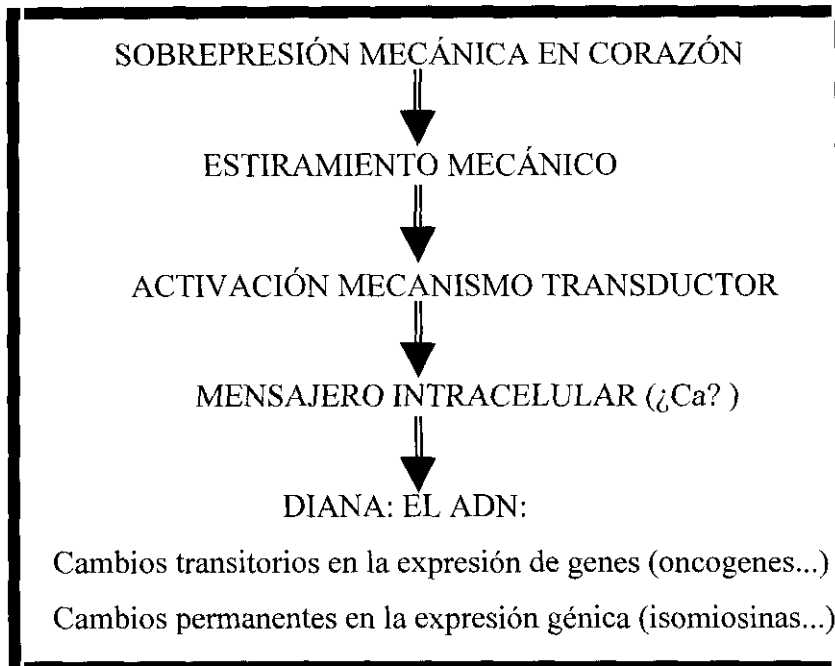 SOBREPRESIÓN MECÁNICA EN CORAZÓN
ESTIRAMIENTO MECÁNICO
ACTIVACIÓN MECANISMO TRANSDUCTOR
MENSAJERO INTRACELULAR (¿Ca? )
DIANA: EL ADN:
Cambios transitorios en la expresión de genes (oncogenes...)
Cambios permanentes en la expresión génica (isomiosinas...)